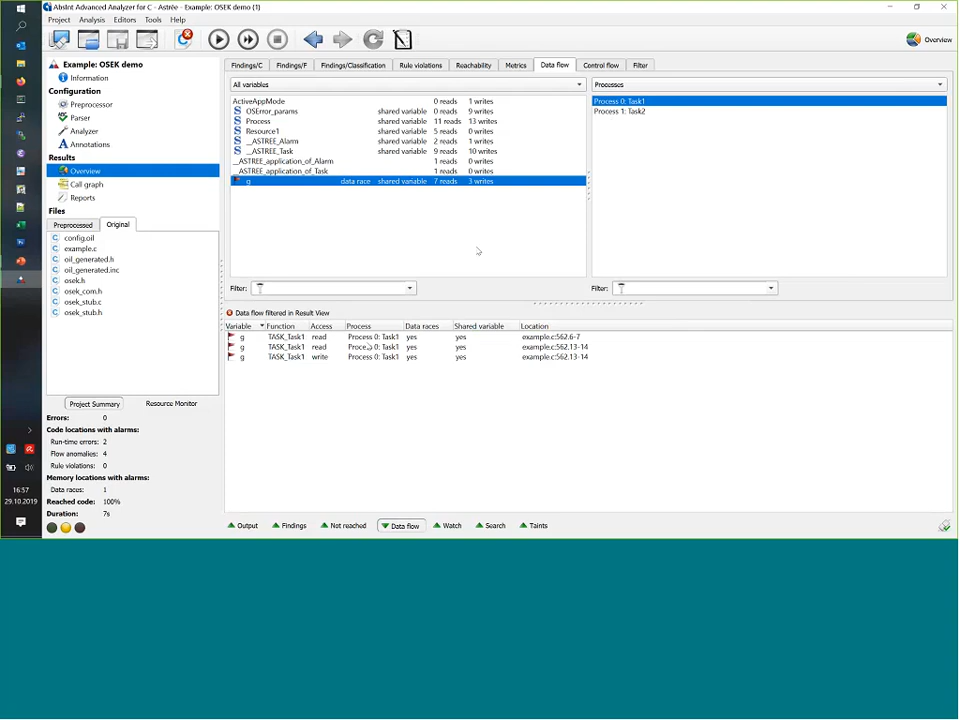 AbsInt Advanced Analyzer for C - Astrée - Example: OSEK demo (1)
Project Analysis Editors Tools Help
Overview
Example: OSEK demo
Information
Configuration
Preprocessor
Parser
Analyzer
Annotations
Results
Overview
Call graph
Reports
Files
Preprocessed Original
config.oil
example.c
oil_generated.h
oil_generated.inc
osek.h
osek_com.h
osek_stub.c
osek_stub.h
Project Summary Resource Monitor
Errors: 0
Code locations with alarms:
Run-time errors: 2
Flow anomalies: 4
Rule violations: 0
Memory locations with alarms:
Data races: 1
Reached code: 100%
Duration: 7s
Findings/C Findings/F Findings/Classification Rule violations Reachability Metrics Data flow Control flow Filter
All variables
ActiveAppMode 0 reads 1 writes
S OSError_params shared variable 0 reads 9 writes
S Process shared variable 11 reads 13 writes
S Resource1 shared variable 5 reads 0 writes
S __ASTREE_Alarm shared variable 2 reads 1 writes
S __ASTREE_Task shared variable 9 reads 10 writes
__ASTREE_application_of_Alarm 1 reads 0 writes
__ASTREE_application_of_Task 1 reads 0 writes
g data race shared variable 7 reads 3 writes
Filter:
Processes
Process 0: Task1
Process 1: Task2
Filter:
Data flow filtered in Result View
Variable Function Access Process Data races Shared variable Location
g TASK_Task1 read Process 0: Task1 yes yes example.c:562.6-7
g TASK_Task1 read Process 0: Task1 yes yes example.c:562.13-14
g TASK_Task1 write Process 0: Task1 yes yes example.c:562.13-14
Output Findings Not reached Data flow Watch Search Taints
16:57
29.10.2019